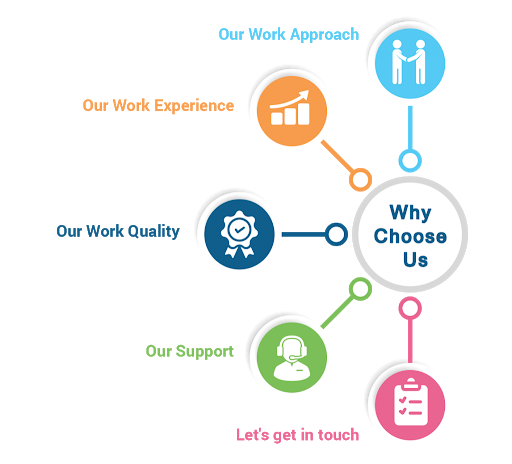 Our Work Approach
Our Work Experience
Our Work Quality
Why
Choose
Us
Our Support
Let's get in touch